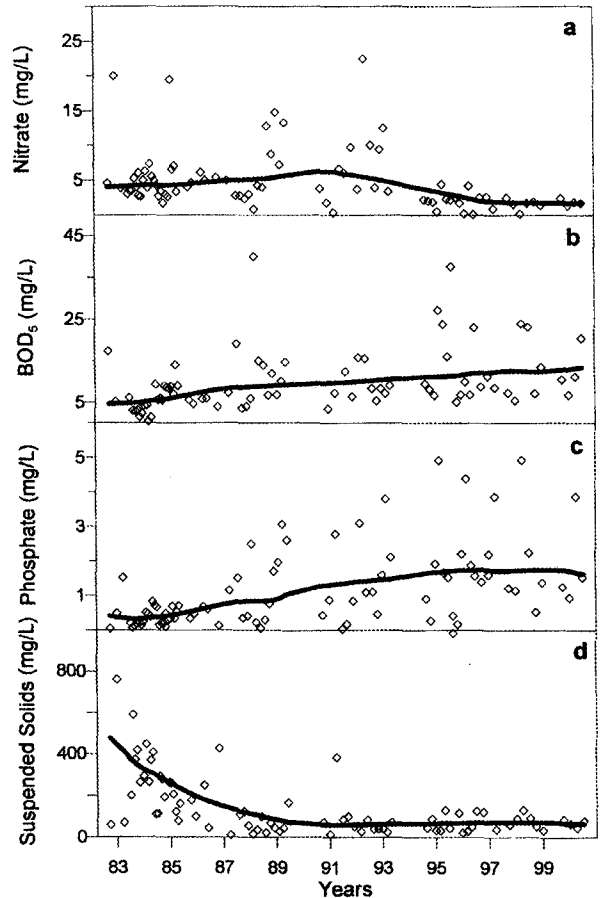 a
25
15
5
Nitrate (mg/L)
b
45
25
5
BOD₅ (mg/L)
c
5
3
1
Phosphate (mg/L)
d
800
400
0
Suspended Solids (mg/L)
83 85 87 89 91 93 95 97 99
Years